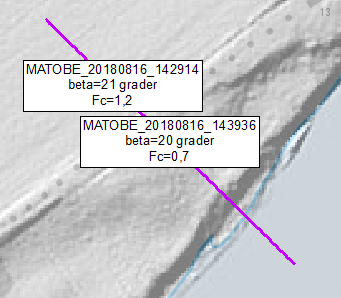 13
MATOBE_20180816_142914
beta=21 grader
Fc=1,2
MATOBE_20180816_143936
beta=20 grader
Fc=0,7